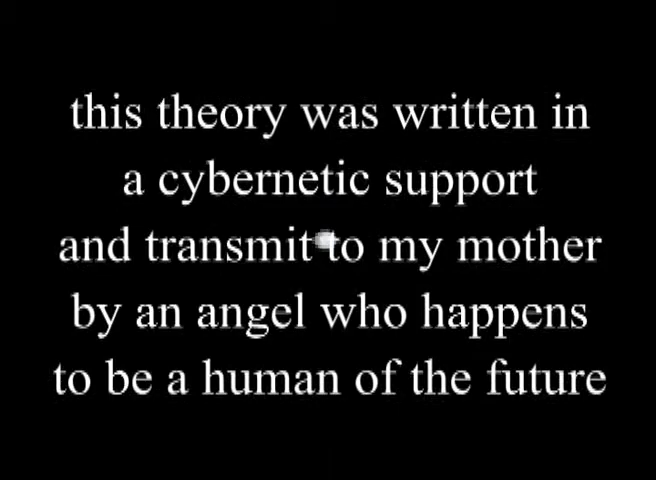 this theory was written in
a cybernetic support
and transmit to my mother
by an angel who happens
to be a human of the future